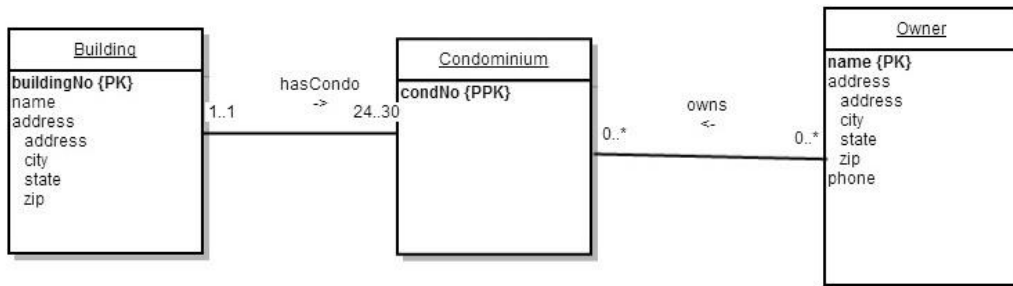 Building
buildingNo {PK}
name
address
address
city
state
zip
hasCondo
->
1..1
24..30
Condominium
condNo {PPK}
owns
<-
0..*
0..*
Owner
name {PK}
address
address
city
state
zip
phone